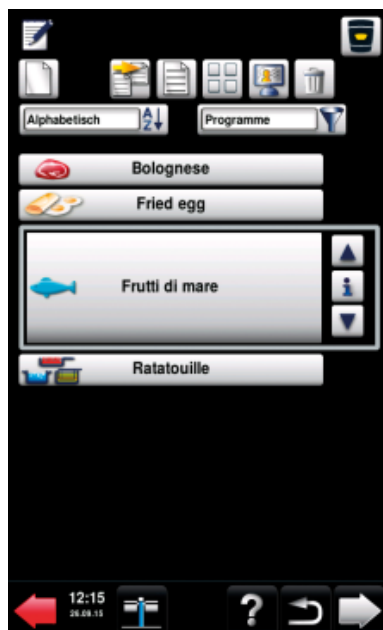 Alphabetisch A Z Programme
Bolognese
Fried egg
Frutti di mare
i
Ratatouille
12:15
26.09.15
?